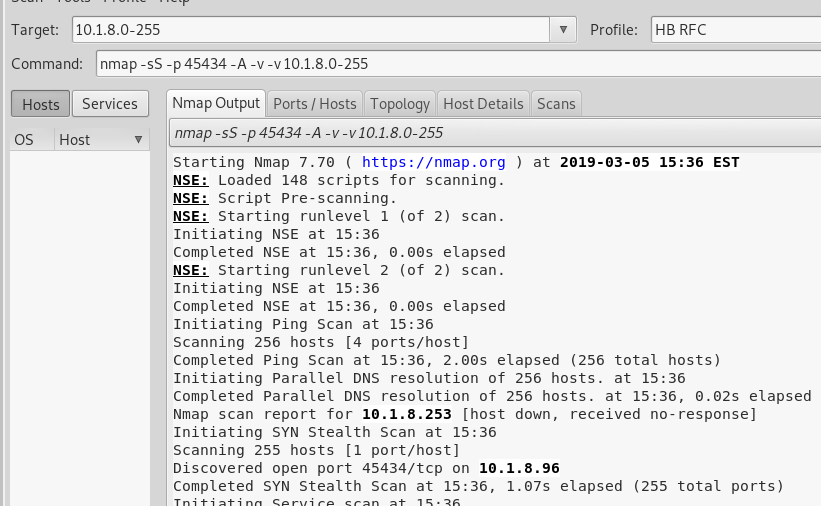 Scan Tools Profile Help
Target: 10.1.8.0-255 Profile: HB RFC
Command: nmap -sS -p 45434 -A -v -v 10.1.8.0-255
Hosts Services Nmap Output Ports / Hosts Topology Host Details Scans
OS Host nmap -sS -p 45434 -A -v -v 10.1.8.0-255
Starting Nmap 7.70 ( https://nmap.org ) at 2019-03-05 15:36 EST
NSE: Loaded 148 scripts for scanning.
NSE: Script Pre-scanning.
NSE: Starting runlevel 1 (of 2) scan.
Initiating NSE at 15:36
Completed NSE at 15:36, 0.00s elapsed
NSE: Starting runlevel 2 (of 2) scan.
Initiating NSE at 15:36
Completed NSE at 15:36, 0.00s elapsed
Initiating Ping Scan at 15:36
Scanning 256 hosts [4 ports/host]
Completed Ping Scan at 15:36, 2.00s elapsed (256 total hosts)
Initiating Parallel DNS resolution of 256 hosts. at 15:36
Completed Parallel DNS resolution of 256 hosts. at 15:36, 0.02s elapsed
Nmap scan report for 10.1.8.253 [host down, received no-response]
Initiating SYN Stealth Scan at 15:36
Scanning 255 hosts [1 port/host]
Discovered open port 45434/tcp on 10.1.8.96
Completed SYN Stealth Scan at 15:36, 1.07s elapsed (255 total ports)
Initiating Service scan at 15:36